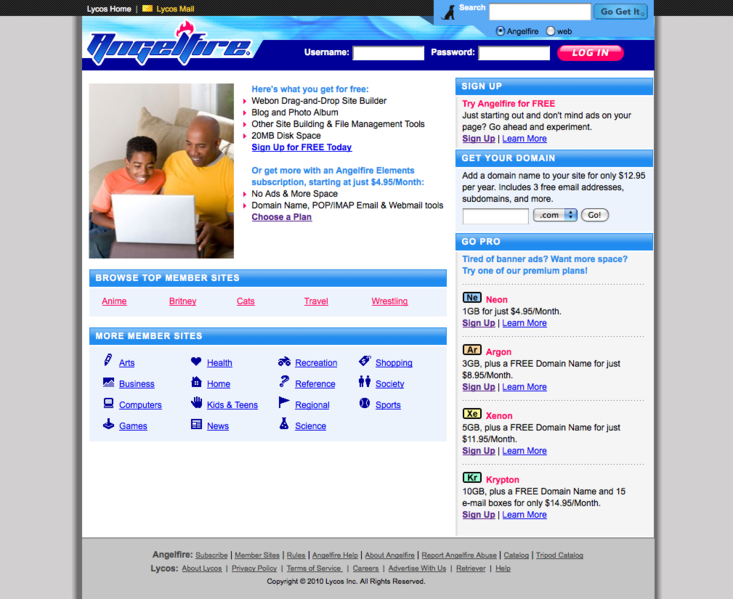 Lycos Home | Lycos Mail
Search
Go Get It
Angelfire web
Angelfire
Username: Password: LOG IN
Here's what you get for free:
Webon Drag-and-Drop Site Builder
Blog and Photo Album
Other Site Building & File Management Tools
20MB Disk Space
Sign Up for FREE Today
Or get more with an Angelfire Elements
subscription, starting at just $4.95/Month:
No Ads & More Space
Domain Name, POP/IMAP Email & Webmail tools
Choose a Plan
BROWSE TOP MEMBER SITES
Anime Britney Cats Travel Wrestling
MORE MEMBER SITES
Arts Health Recreation Shopping
Business Home Reference Society
Computers Kids & Teens Regional Sports
Games News Science
SIGN UP
Try Angelfire for FREE
Just starting out and don't mind ads on your
page? Go ahead and experiment.
Sign Up | Learn More
GET YOUR DOMAIN
Add a domain name to your site for only $12.95
per year. Includes 3 free email addresses,
subdomains, and more.
.com Go!
GO PRO
Tired of banner ads? Want more space?
Try one of our premium plans!
Ne Neon
1GB for just $4.95/Month.
Sign Up | Learn More
Ar Argon
3GB, plus a FREE Domain Name for just
$8.95/Month.
Sign Up | Learn More
Xe Xenon
5GB, plus a FREE Domain Name for just
$11.95/Month.
Sign Up | Learn More
Kr Krypton
10GB, plus a FREE Domain Name and 15
e-mail boxes for only $14.95/Month.
Sign Up | Learn More
Angelfire: Subscribe | Member Sites | Rules | Angelfire Help | About Angelfire | Report Angelfire Abuse | Catalog | Tripod Catalog
Lycos: About Lycos | Privacy Policy | Terms of Service | Careers | Advertise With Us | Retriever | Help
Copyright © 2010 Lycos Inc. All Rights Reserved.